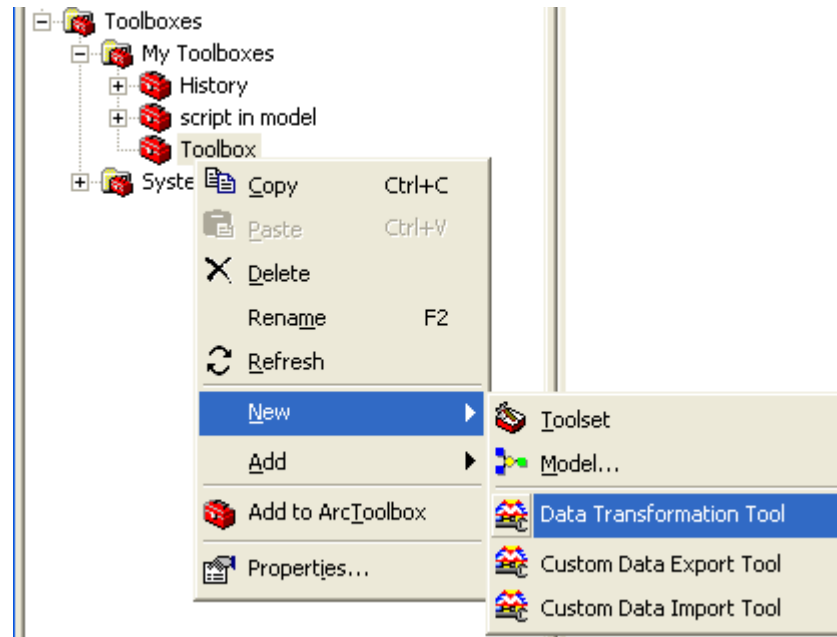 Toolboxes
My Toolboxes
History
script in model
Toolbox
Syste
Copy Ctrl+C
Paste Ctrl+V
Delete
Rename F2
Refresh
New
Add
Add to ArcToolbox
Properties...
Toolset
Model...
Data Transformation Tool
Custom Data Export Tool
Custom Data Import Tool